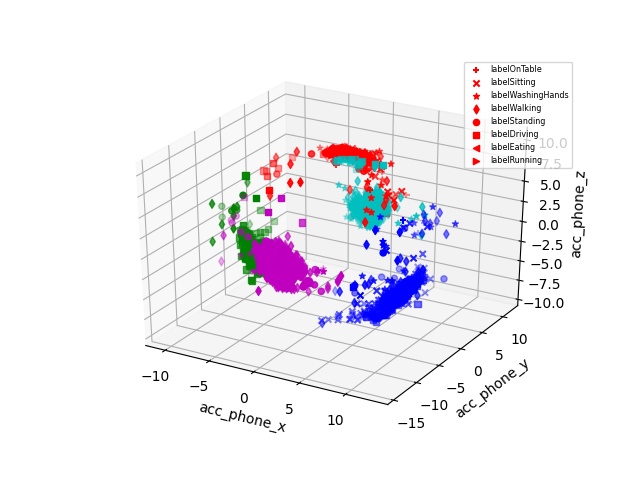 labelOnTable
labelSitting
labelWashingHands
labelWalking
labelStanding
labelDriving
labelEating
labelRunning
10.0
7.5
5.0
2.5
0.0
−2.5
−5.0
−7.5
−10.0
acc_phone_z
−10
−5
0
5
10
acc_phone_x
−15
−10
−5
0
5
10
acc_phone_y